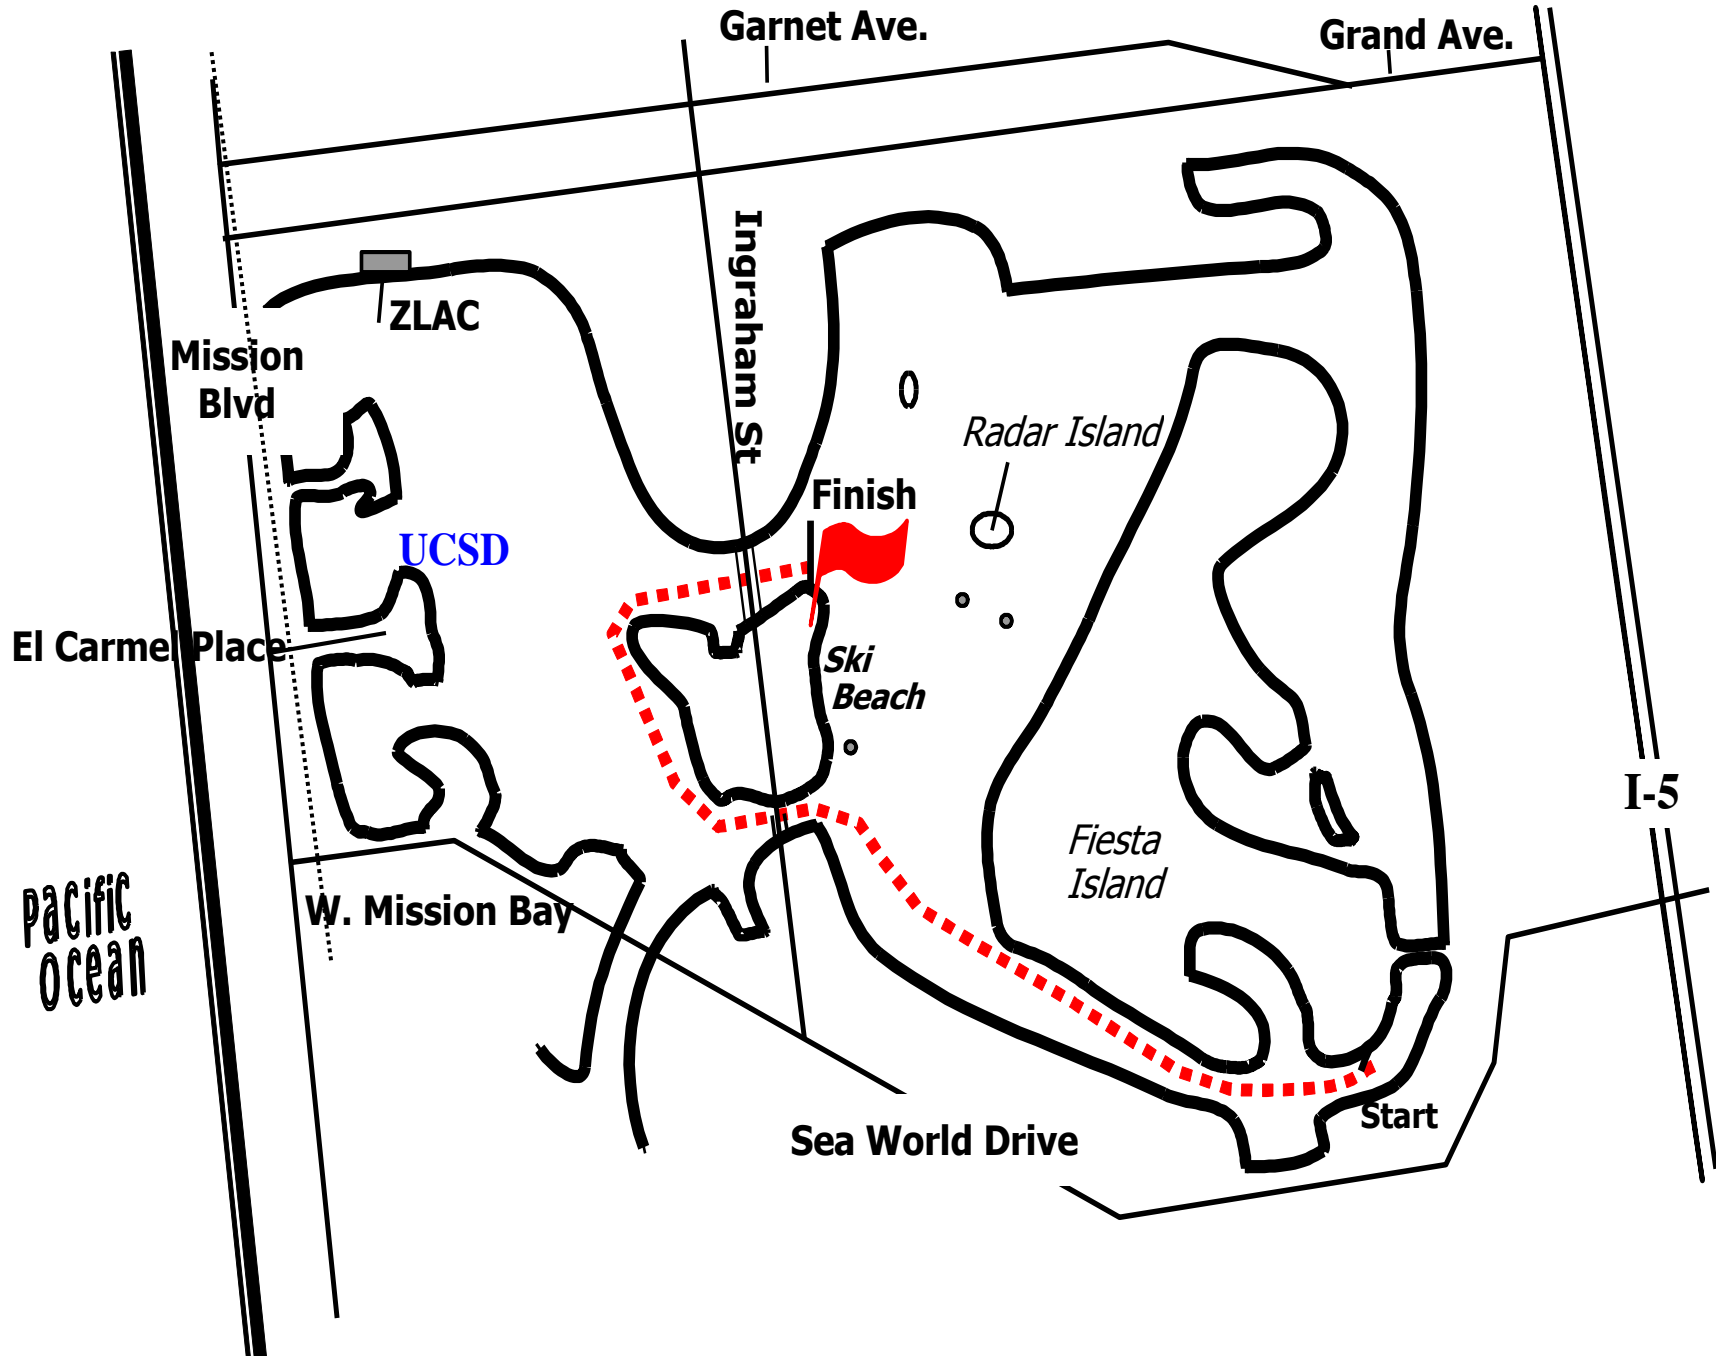 Garnet Ave.
Grand Ave.
Ingraham St
ZLAC
Mission
Blvd
Radar Island
Finish
UCSD
El Carmel Place
Ski
Beach
I-5
Fiesta
Island
W. Mission Bay
Pacific
Ocean
Start
Sea World Drive